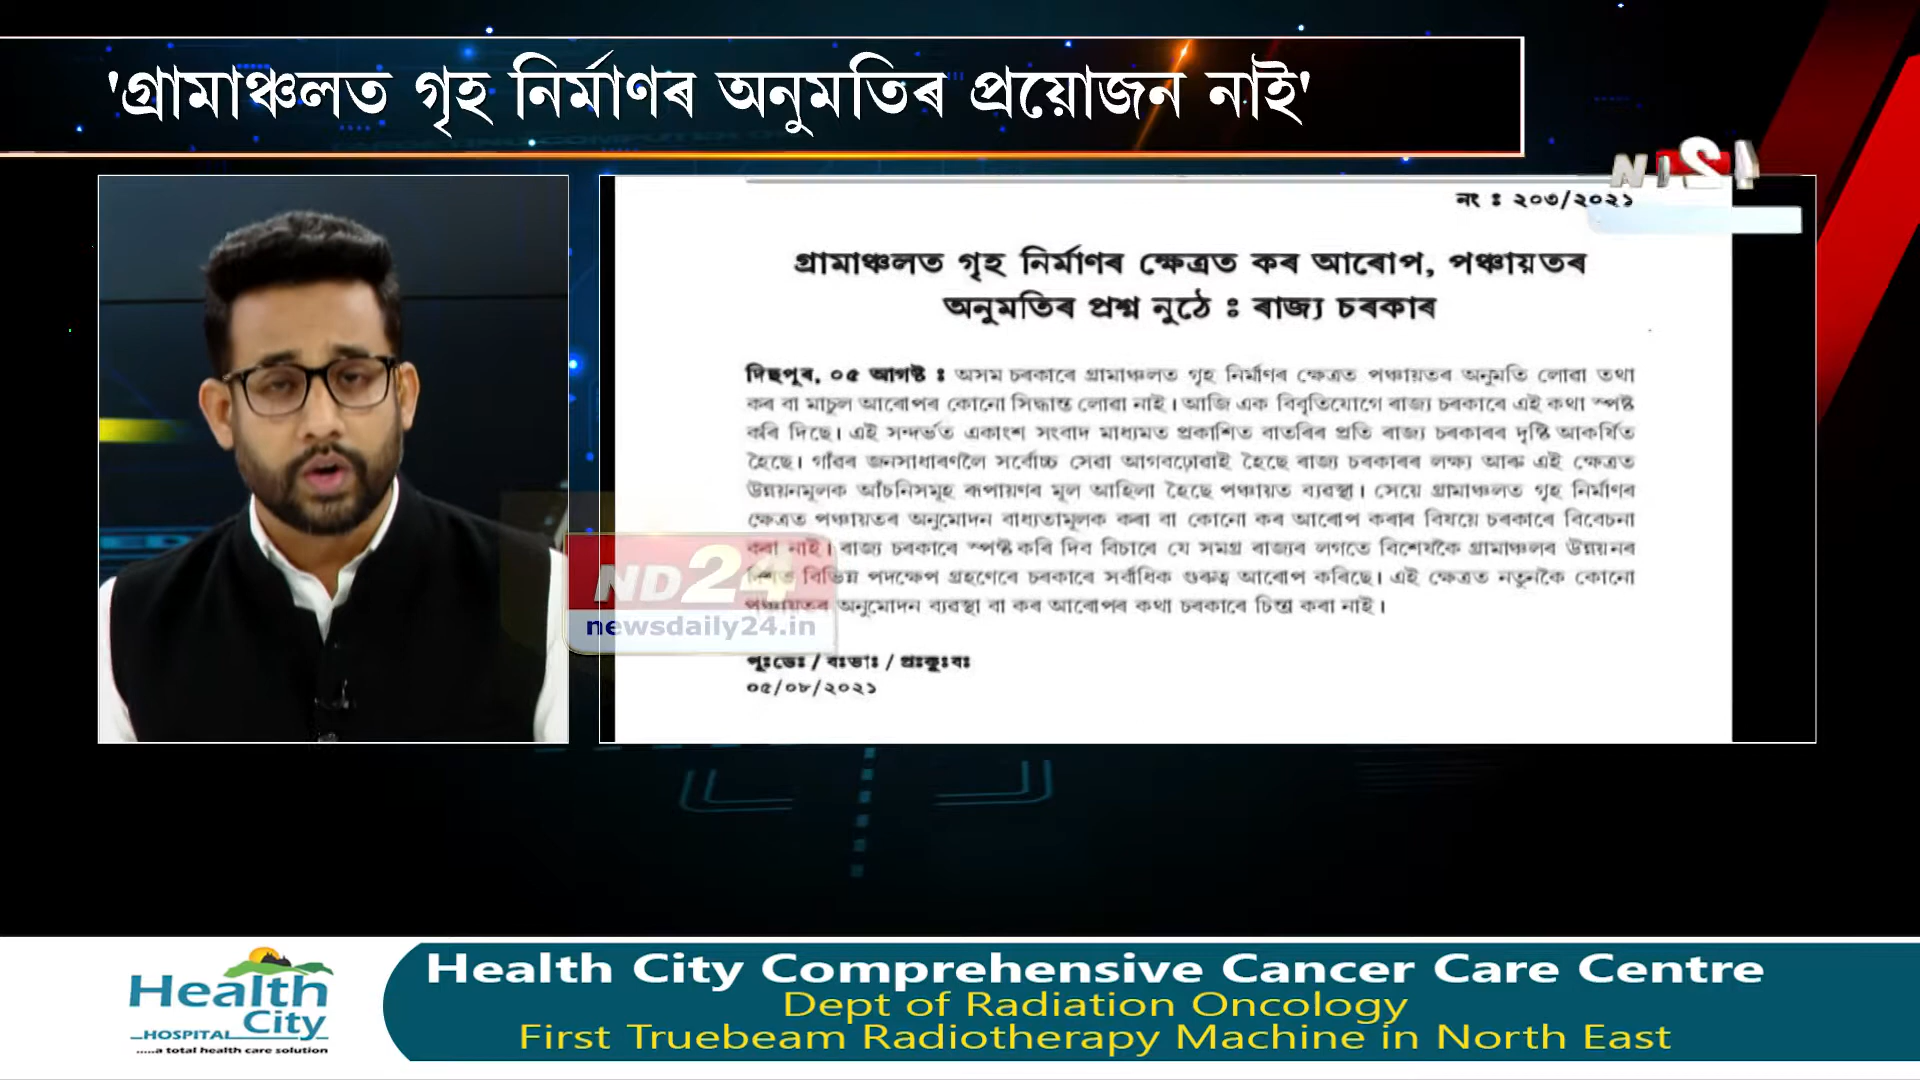 'গ্ৰামাঞ্চলত গৃহ নিৰ্মাণৰ অনুমতিৰ প্ৰয়োজন নাই'
নং ঃ ২০৩/২০২১
গ্ৰামাঞ্চলত গৃহ নিৰ্মাণৰ ক্ষেত্ৰত কৰ আৰোপ, পঞ্চায়তৰ
অনুমতিৰ প্ৰশ্ন নুঠে ঃ ৰাজ্য চৰকাৰ
দিছপুৰ, ০৫ আগষ্ট ঃ অসম চৰকাৰে গ্ৰামাঞ্চলত গৃহ নিৰ্মাণৰ ক্ষেত্ৰত পঞ্চায়তৰ অনুমতি লোৱা তথা
কৰ বা মাচুল আৰোপৰ কোনো সিদ্ধান্ত লোৱা নাই। আজি এক বিবৃতিযোগে ৰাজ্য চৰকাৰে এই কথা স্পষ্ট
কৰি দিছে। এই সন্দৰ্ভত একাংশ সংবাদ মাধ্যমত প্ৰকাশিত বাতৰিৰ প্ৰতি ৰাজ্য চৰকাৰৰ দৃষ্টি আকৰ্ষিত
হৈছে। গাঁৱৰ জনসাধাৰণলৈ সৰ্বোচ্চ সেৱা আগবঢ়োৱাই হৈছে ৰাজ্য চৰকাৰৰ লক্ষ্য আৰু এই ক্ষেত্ৰত
উন্নয়নমূলক আঁচনিসমূহ ৰূপায়ণৰ মূল আহিলা হৈছে পঞ্চায়ত ব্যৱস্থা। সেয়ে গ্ৰামাঞ্চলত গৃহ নিৰ্মাণৰ
ক্ষেত্ৰত পঞ্চায়তৰ অনুমোদন বাধ্যতামূলক কৰা বা কোনো কৰ আৰোপ কৰাৰ বিষয়ে চৰকাৰে বিবেচনা
কৰা নাই। ৰাজ্য চৰকাৰে স্পষ্ট কৰি দিব বিচাৰে যে সমগ্ৰ ৰাজ্যৰ লগতে বিশেষকৈ গ্ৰামাঞ্চলৰ উন্নয়নৰ
দিশত বিভিন্ন পদক্ষেপ গ্ৰহণেৰে চৰকাৰে সৰ্বাধিক গুৰুত্ব আৰোপ কৰিছে। এই ক্ষেত্ৰত নতুনকৈ কোনো
পঞ্চায়তৰ অনুমোদন ব্যৱস্থা বা কৰ আৰোপৰ কথা চৰকাৰে চিন্তা কৰা নাই।
ND24
newsdaily24.in
পূঃডেঃ / বঃভাঃ / প্ৰঃকুঃবঃ
০৫/০৮/২০২১
Health City
HOSPITAL
.....a total health care solution
Health City Comprehensive Cancer Care Centre
Dept of Radiation Oncology
First Truebeam Radiotherapy Machine in North East